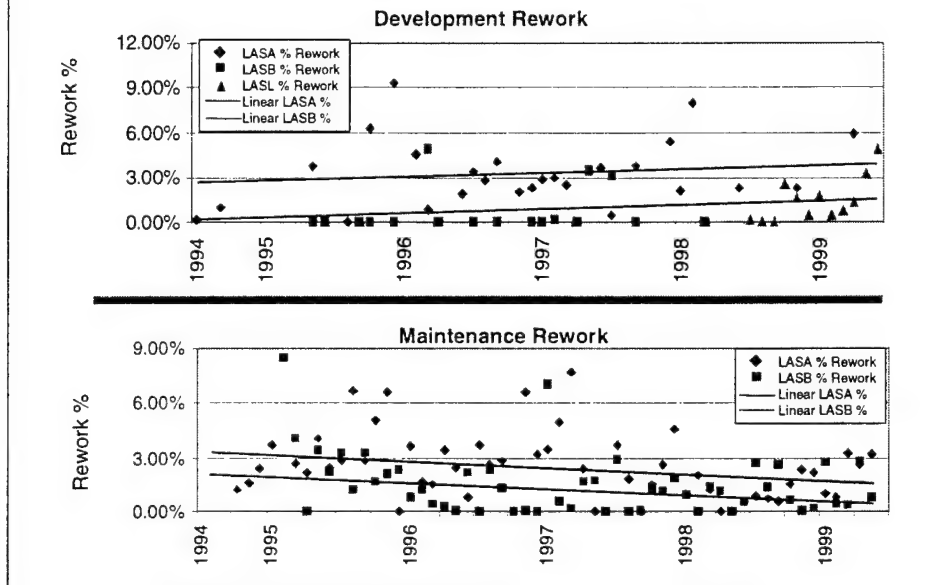 Development Rework
Rework %
12.00%
9.00%
6.00%
3.00%
0.00%
LASA % Rework
LASB % Rework
LASL % Rework
Linear LASA %
Linear LASB %
1994
1995
1996
1997
1998
1999
Maintenance Rework
Rework %
9.00%
6.00%
3.00%
0.00%
LASA % Rework
LASB % Rework
Linear LASA %
Linear LASB %
1994
1995
1996
1997
1998
1999